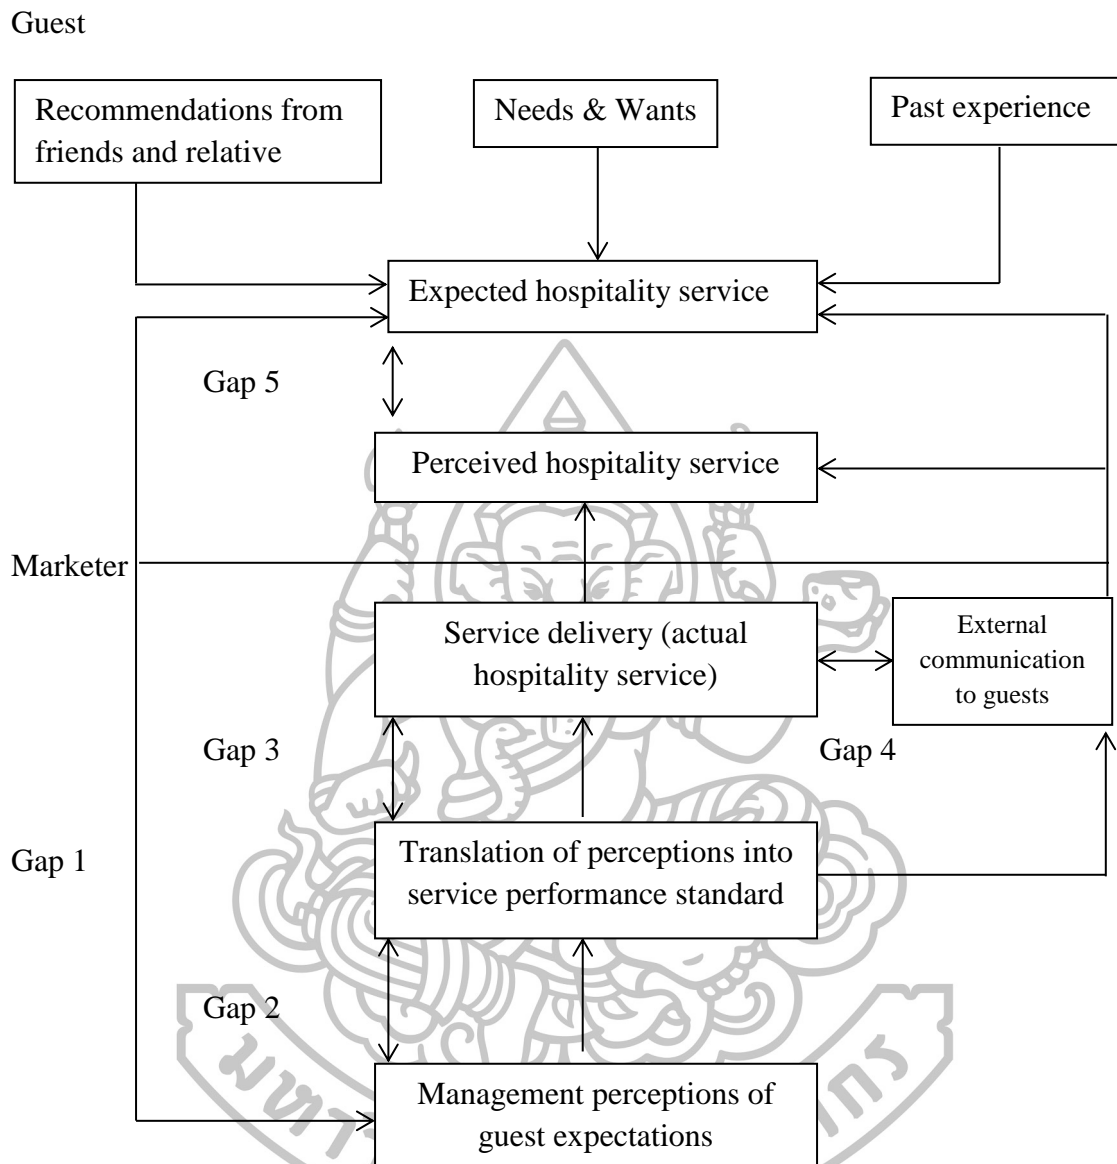 Guest
Recommendations from
friends and relative
Needs & Wants
Past experience
Expected hospitality service
Gap 5
Perceived hospitality service
Marketer
Service delivery (actual
hospitality service)
External
communication
to guests
Gap 3
Gap 4
Gap 1
Translation of perceptions into
service performance standard
Gap 2
Management perceptions of
guest expectations